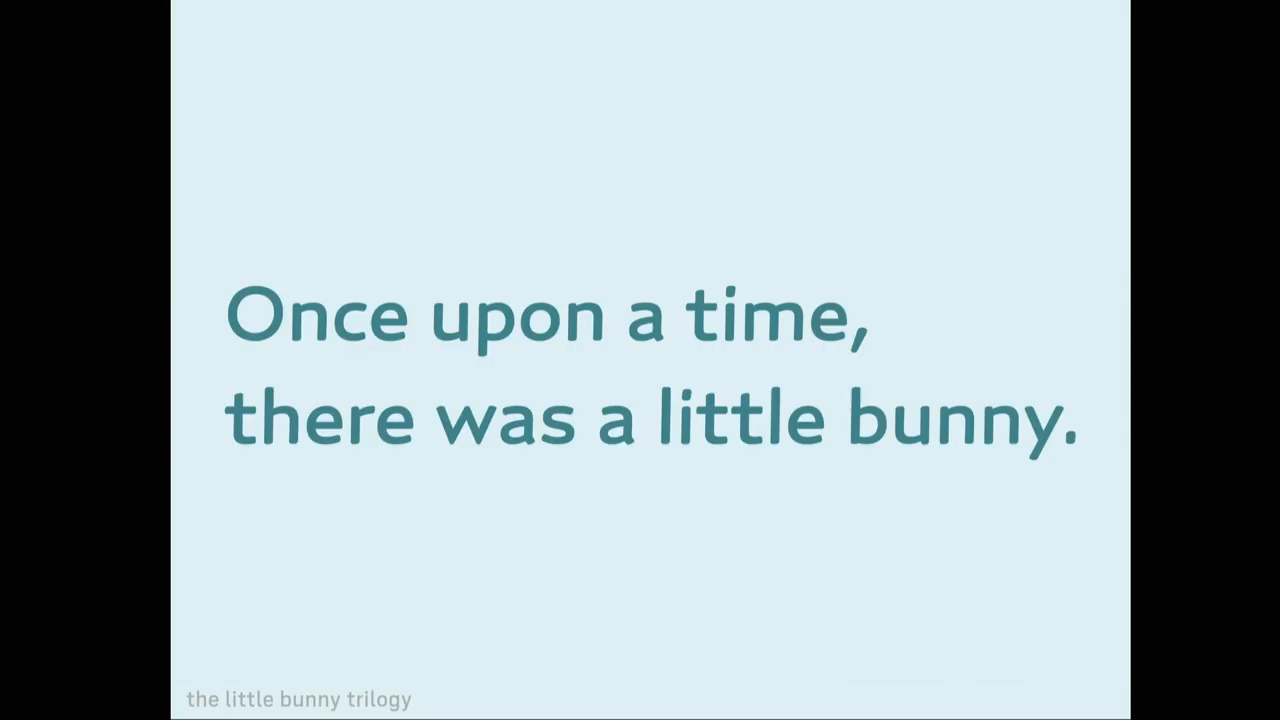 Once upon a time,
there was a little bunny.
the little bunny trilogy